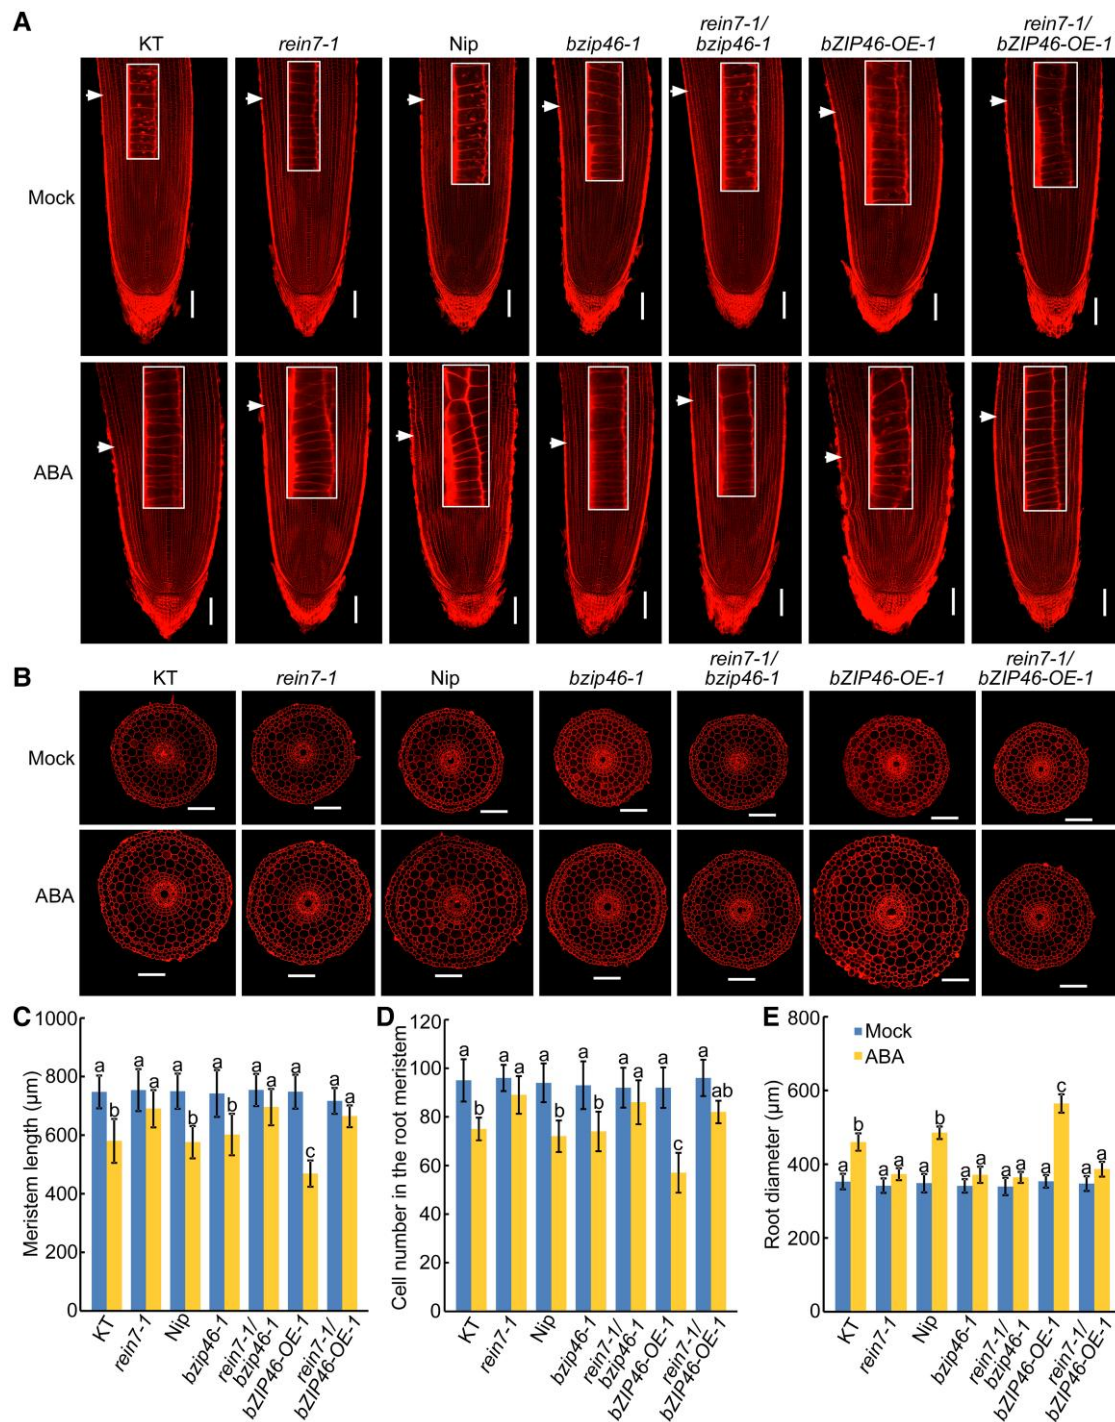 A
KT
rein7-1
Nip
bzip46-1
rein7-1/
bzip46-1
bZIP46-OE-1
rein7-1/
bZIP46-OE-1
Mock
ABA
B
KT
rein7-1
Nip
bzip46-1
rein7-1/
bzip46-1
bZIP46-OE-1
rein7-1/
bZIP46-OE-1
Mock
ABA
C
Meristem length (µm)
1000
800
600
400
200
0
a
b
a
a
a
b
a
b
a
a
a
c
a
a
KT
rein7-1
Nip
bzip46-1
rein7-1/
bzip46-1
bZIP46-OE-1
rein7-1/
bZIP46-OE-1
D
Cell number in the root meristem
120
100
80
60
40
20
0
a
b
a
a
a
b
a
b
a
a
a
c
a
ab
KT
rein7-1
Nip
bzip46-1
rein7-1/
bzip46-1
bZIP46-OE-1
rein7-1/
bZIP46-OE-1
E
Root diameter (µm)
800
600
400
200
0
Mock
ABA
a
b
a
a
a
b
a
a
a
a
a
c
a
a
KT
rein7-1
Nip
bzip46-1
rein7-1/
bzip46-1
bZIP46-OE-1
rein7-1/
bZIP46-OE-1